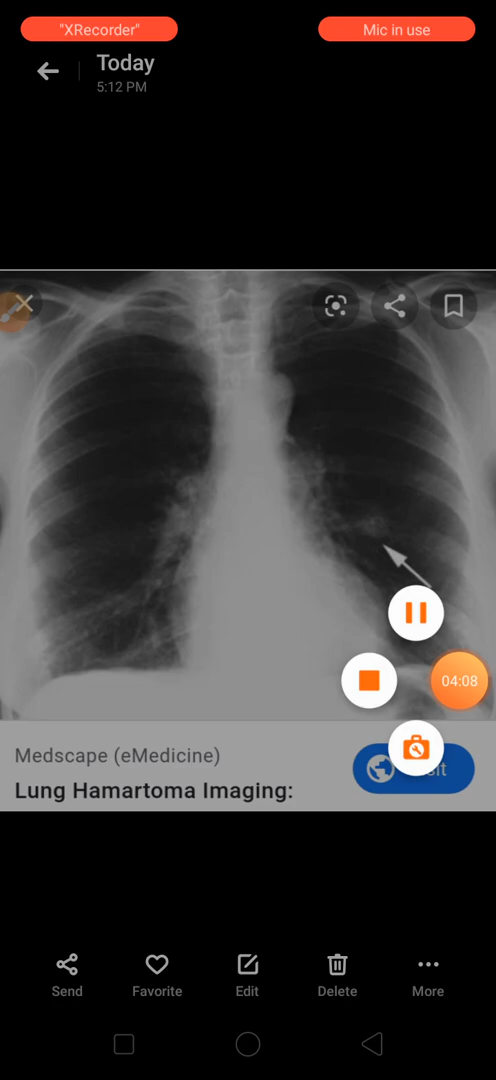 "XRecorder"
Mic in use
Today
5:12 PM
04:08
Medscape (eMedicine)
Lung Hamartoma Imaging:
Send
Favorite
Edit
Delete
More